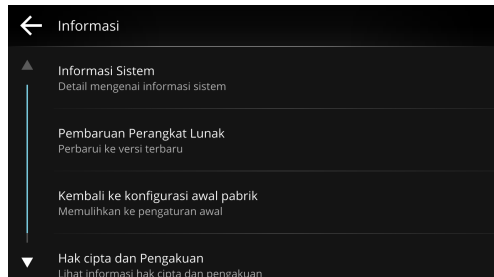 Informasi
Informasi Sistem
Detail mengenai informasi sistem
Pembaruan Perangkat Lunak
Perbarui ke versi terbaru
Kembali ke konfigurasi awal pabrik
Memulihkan ke pengaturan awal
Hak cipta dan Pengakuan
Lihat informasi hak cipta dan pengakuan